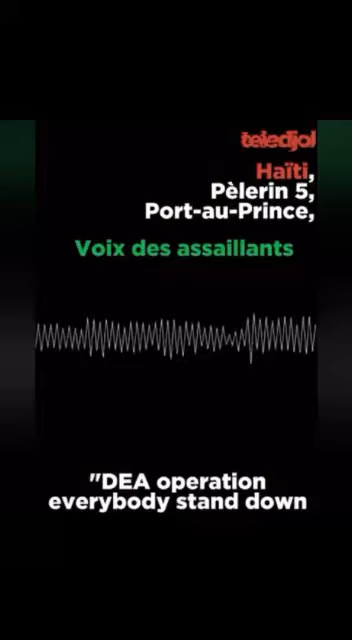 teledjol
Haïti,
Pèlerin 5,
Port-au-Prince,
Voix des assaillants
"DEA operation
everybody stand down